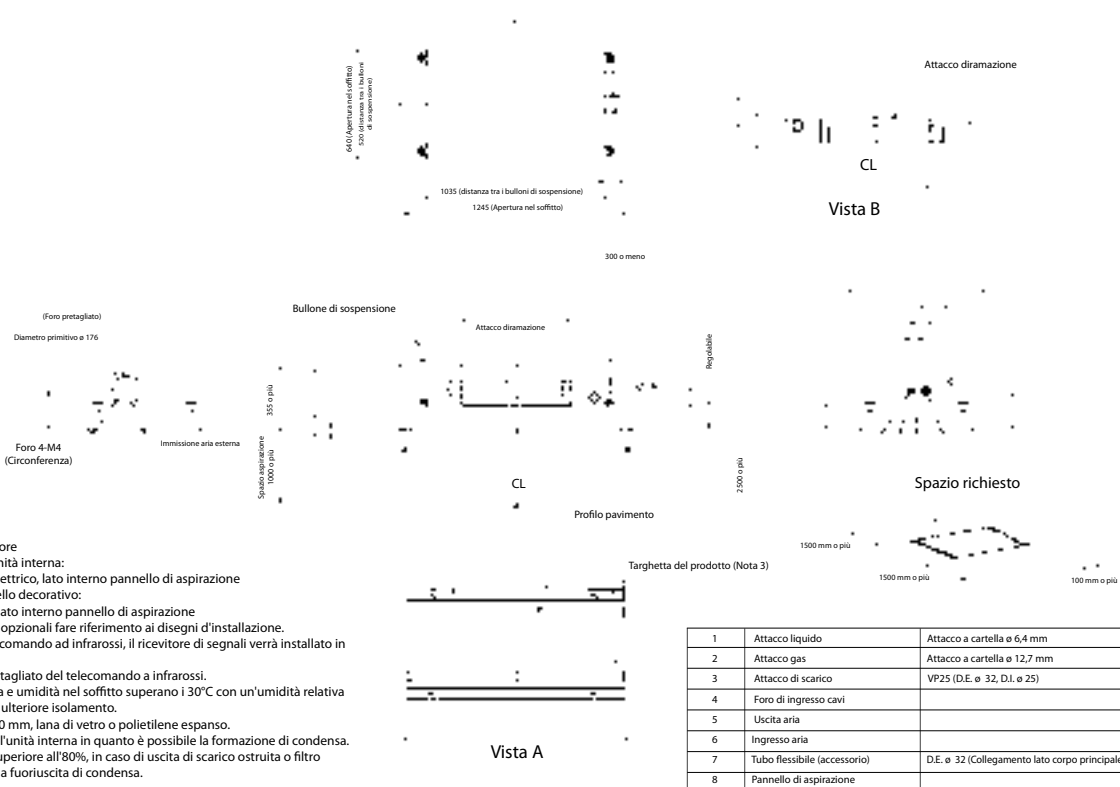 640 (Apertura nel soffitto)
520 (distanza tra i bulloni
di sospensione)
1035 (distanza tra i bulloni di sospensione)
1245 (Apertura nel soffitto)
Attacco diramazione
CL
Vista B
300 o meno
(Foro pretagliato)
Diametro primitivo ø 176
Foro 4-M4
(Circonferenza)
Immissione aria esterna
Bullone di sospensione
Attacco diramazione
355 o più
Spazio aspirazione
1000 o più
Regolabile
2500 o più
CL
Profilo pavimento
Spazio richiesto
1500 mm o più
1500 mm o più
100 mm o più
Targhetta del prodotto (Nota 3)
Vista A
ore
nità interna:
ettrico, lato interno pannello di aspirazione
ello decorativo:
ato interno pannello di aspirazione
opzionali fare riferimento ai disegni d'installazione.
comando ad infrarossi, il ricevitore di segnali verrà installato in
tagliato del telecomando a infrarossi.
a e umidità nel soffitto superano i 30°C con un'umidità relativa
ulteriore isolamento.
0 mm, lana di vetro o polietilene espanso.
ll'unità interna in quanto è possibile la formazione di condensa.
uperiore all'80%, in caso di uscita di scarico ostruita o filtro
a fuoriuscita di condensa.
1 Attacco liquido Attacco a cartella ø 6,4 mm
2 Attacco gas Attacco a cartella ø 12,7 mm
3 Attacco di scarico VP25 (D.E. ø 32, D.I. ø 25)
4 Foro di ingresso cavi
5 Uscita aria
6 Ingresso aria
7 Tubo flessibile (accessorio) D.E. ø 32 (Collegamento lato corpo principale
8 Pannello di aspirazione